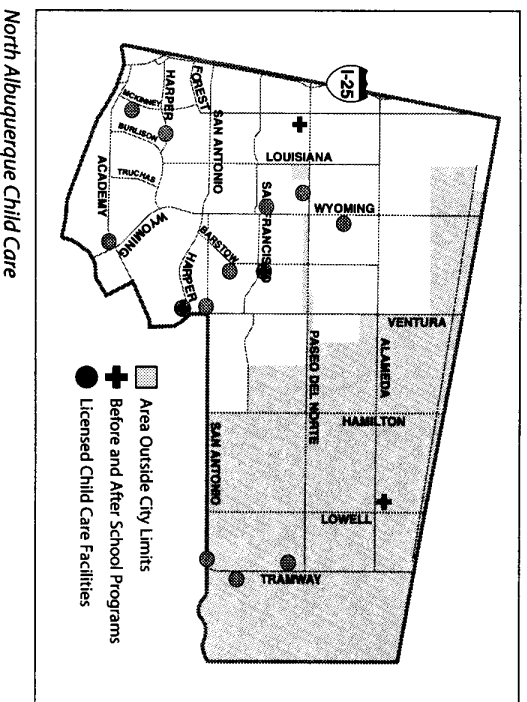 North Albuquerque Child Care
I-25
FOREST
HARPER
MCKINNEY
BURLISON
TRUCHAS
ACADEMY
SAN ANTONIO
LOUISIANA
WYOMING
SAN FRANCISCO
WYOMING
BARSTOW
HARPER
VENTURA
PASEO DEL NORTE
ALAMEDA
HAMILTON
SAN ANTONIO
LOWELL
TRAMWAY
Area Outside City Limits
Before and After School Programs
Licensed Child Care Facilities